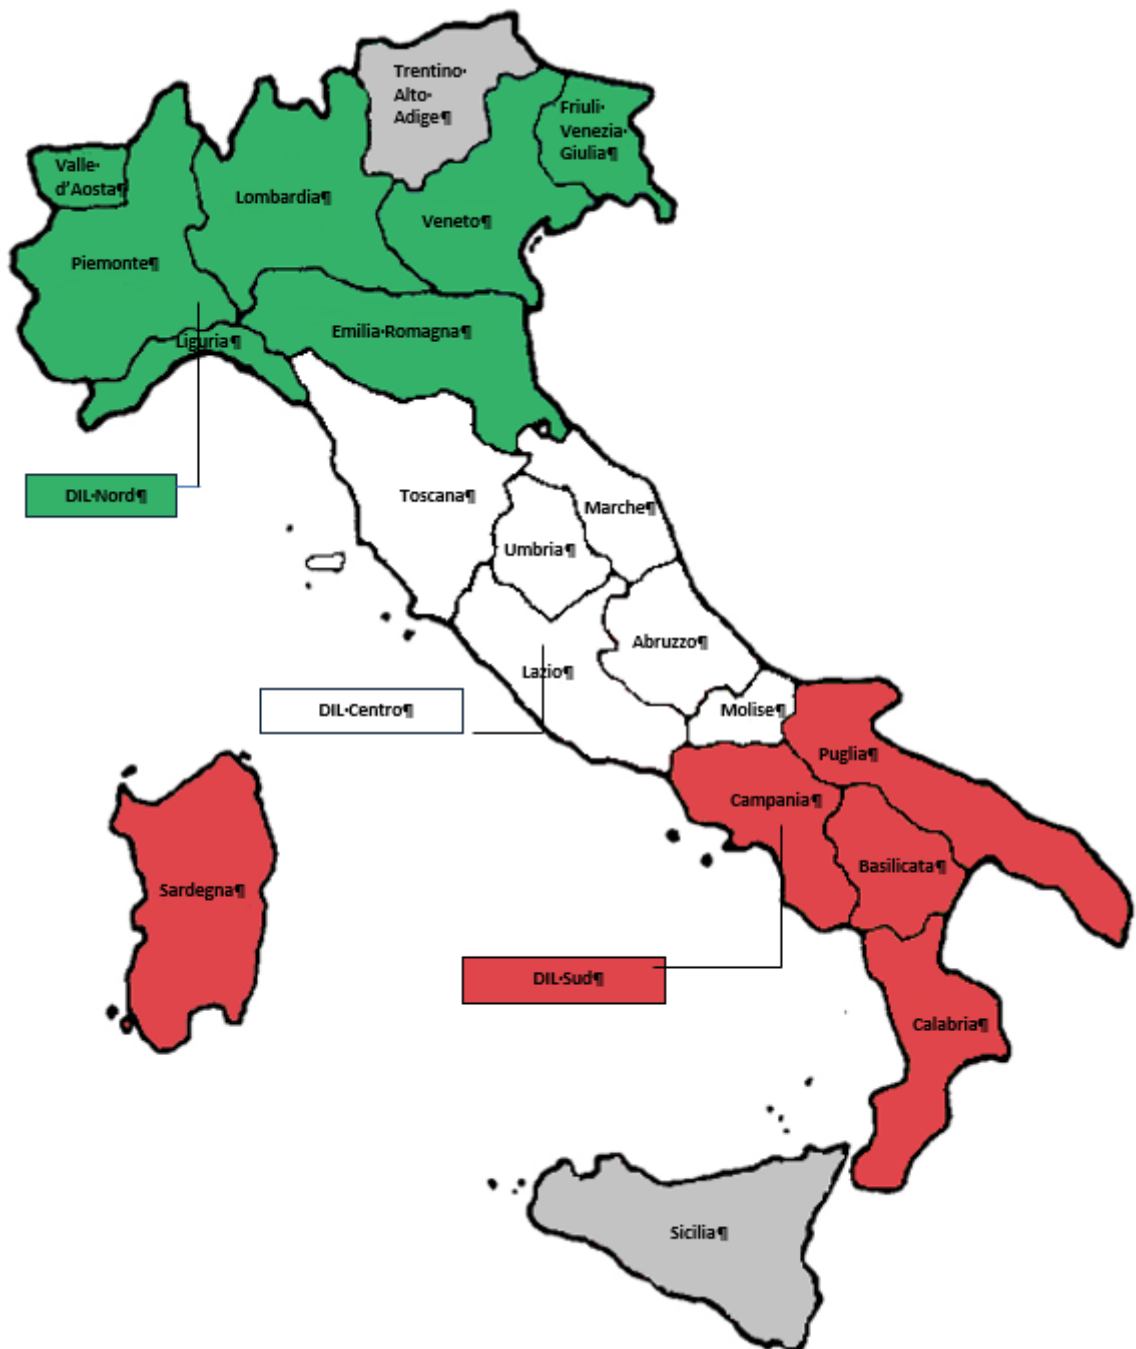 Trentino·
Alto·
Adige¶
Friuli·
Venezia·
Giulia¶
Valle·
d'Aosta¶
Lombardia¶
Veneto¶
Piemonte¶
Liguria¶
Emilia·Romagna¶
DIL·Nord¶
Toscana¶
Marche¶
Umbria¶
Abruzzo¶
Lazio¶
DIL·Centro¶
Molise¶
Puglia¶
Campania¶
Basilicata¶
Sardegna¶
DIL·Sud¶
Calabria¶
Sicilia¶